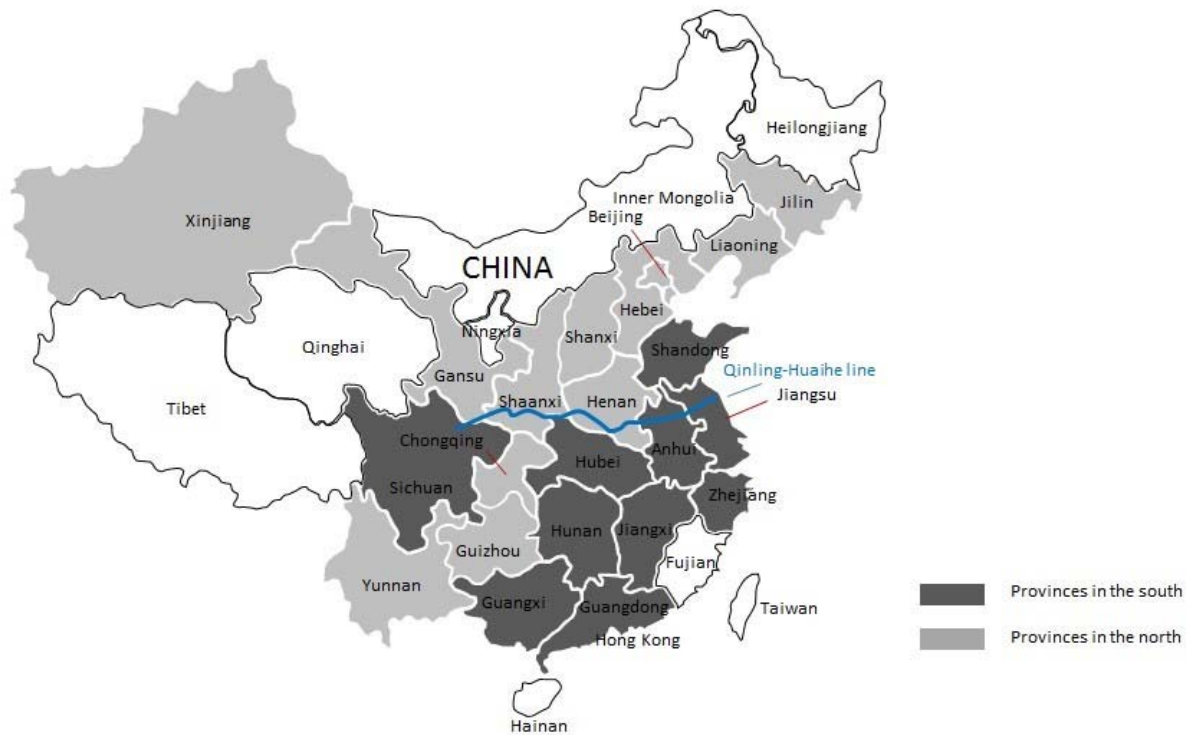 Heilongjiang
Inner Mongolia
Jilin
Beijing
Xinjiang
Liaoning
CHINA
Hebei
Ningxia
Shanxi
Qinghai
Shandong
Gansu
Qinling-Huaihe line
Jiangsu
Shaanxi
Henan
Tibet
Chongqing
Anhui
Hubei
Sichuan
Zhejiang
Hunan
Jiangxi
Guizhou
Fujian
Yunnan
Provinces in the south
Guangxi
Guangdong
Taiwan
Hong Kong
Provinces in the north
Hainan